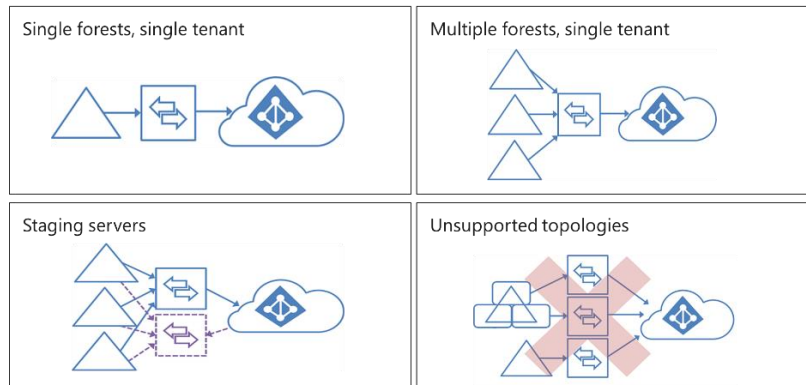 Single forests, single tenant
Multiple forests, single tenant
Staging servers
Unsupported topologies